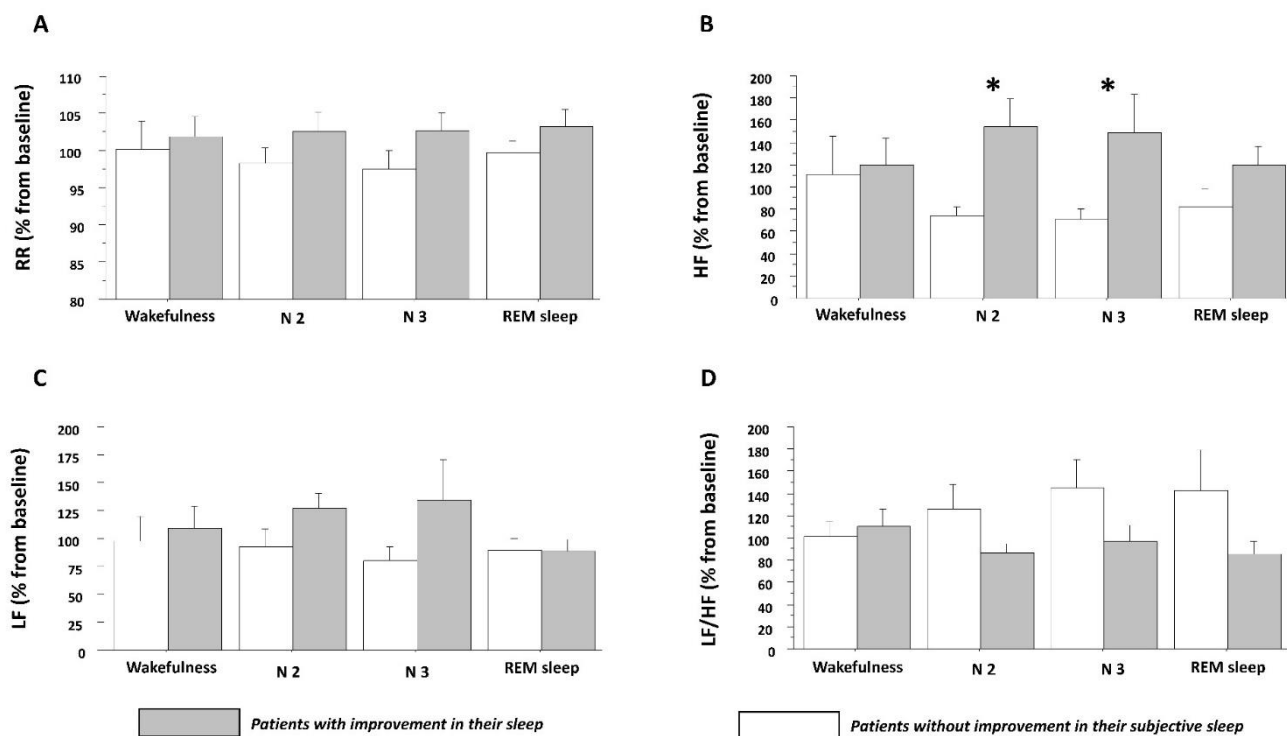 A
RR (% from baseline)
110
105
100
95
90
85
80
Wakefulness
N 2
N 3
REM sleep
B
HF (% from baseline)
200
180
160
140
120
100
80
60
40
20
0
*
*
Wakefulness
N 2
N 3
REM sleep
C
LF (% from baseline)
200
175
150
125
100
75
50
25
0
Wakefulness
N 2
N 3
REM sleep
D
LF/HF (% from baseline)
200
180
160
140
120
100
80
60
40
20
0
Wakefulness
N 2
N 3
REM sleep
Patients with improvement in their sleep
Patients without improvement in their subjective sleep